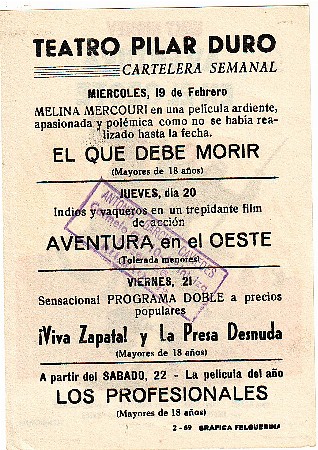 TEATRO PILAR DURO
CARTELERA SEMANAL
MIERCOLES, 19 de Febrero
MELINA MERCOURI en una película ardiente,
apasionada y polémica como no se había rea-
lizado hasta la fecha.
EL QUE DEBE MORIR
(Mayores de 18 años)
JUEVES, día 20
Indios y vaqueros en un trepidante film
de acción
AVENTURA en el OESTE
(Tolerada menores)
VIERNES, 21
Sensacional PROGRAMA DOBLE a precios
populares
¡Viva Zapata! y La Presa Desnuda
(Mayores de 18 años)
A partir del SABADO, 22 - La película del año
LOS PROFESIONALES
(Mayores de 18 años)
2-69 GRAFICA FELGUERINA